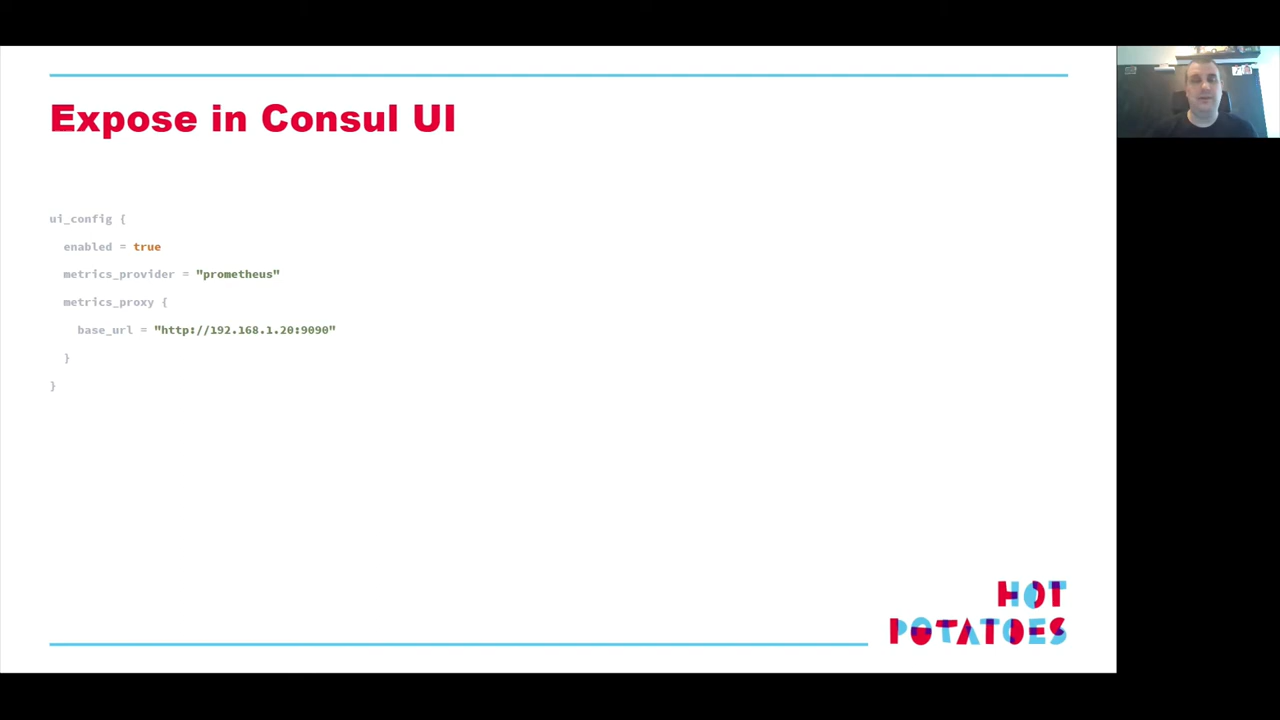 Expose in Consul UI
ui_config {
enabled = true
metrics_provider = "prometheus"
metrics_proxy {
base_url = "http://192.168.1.20:9090"
}
}
HOT
POTATOES